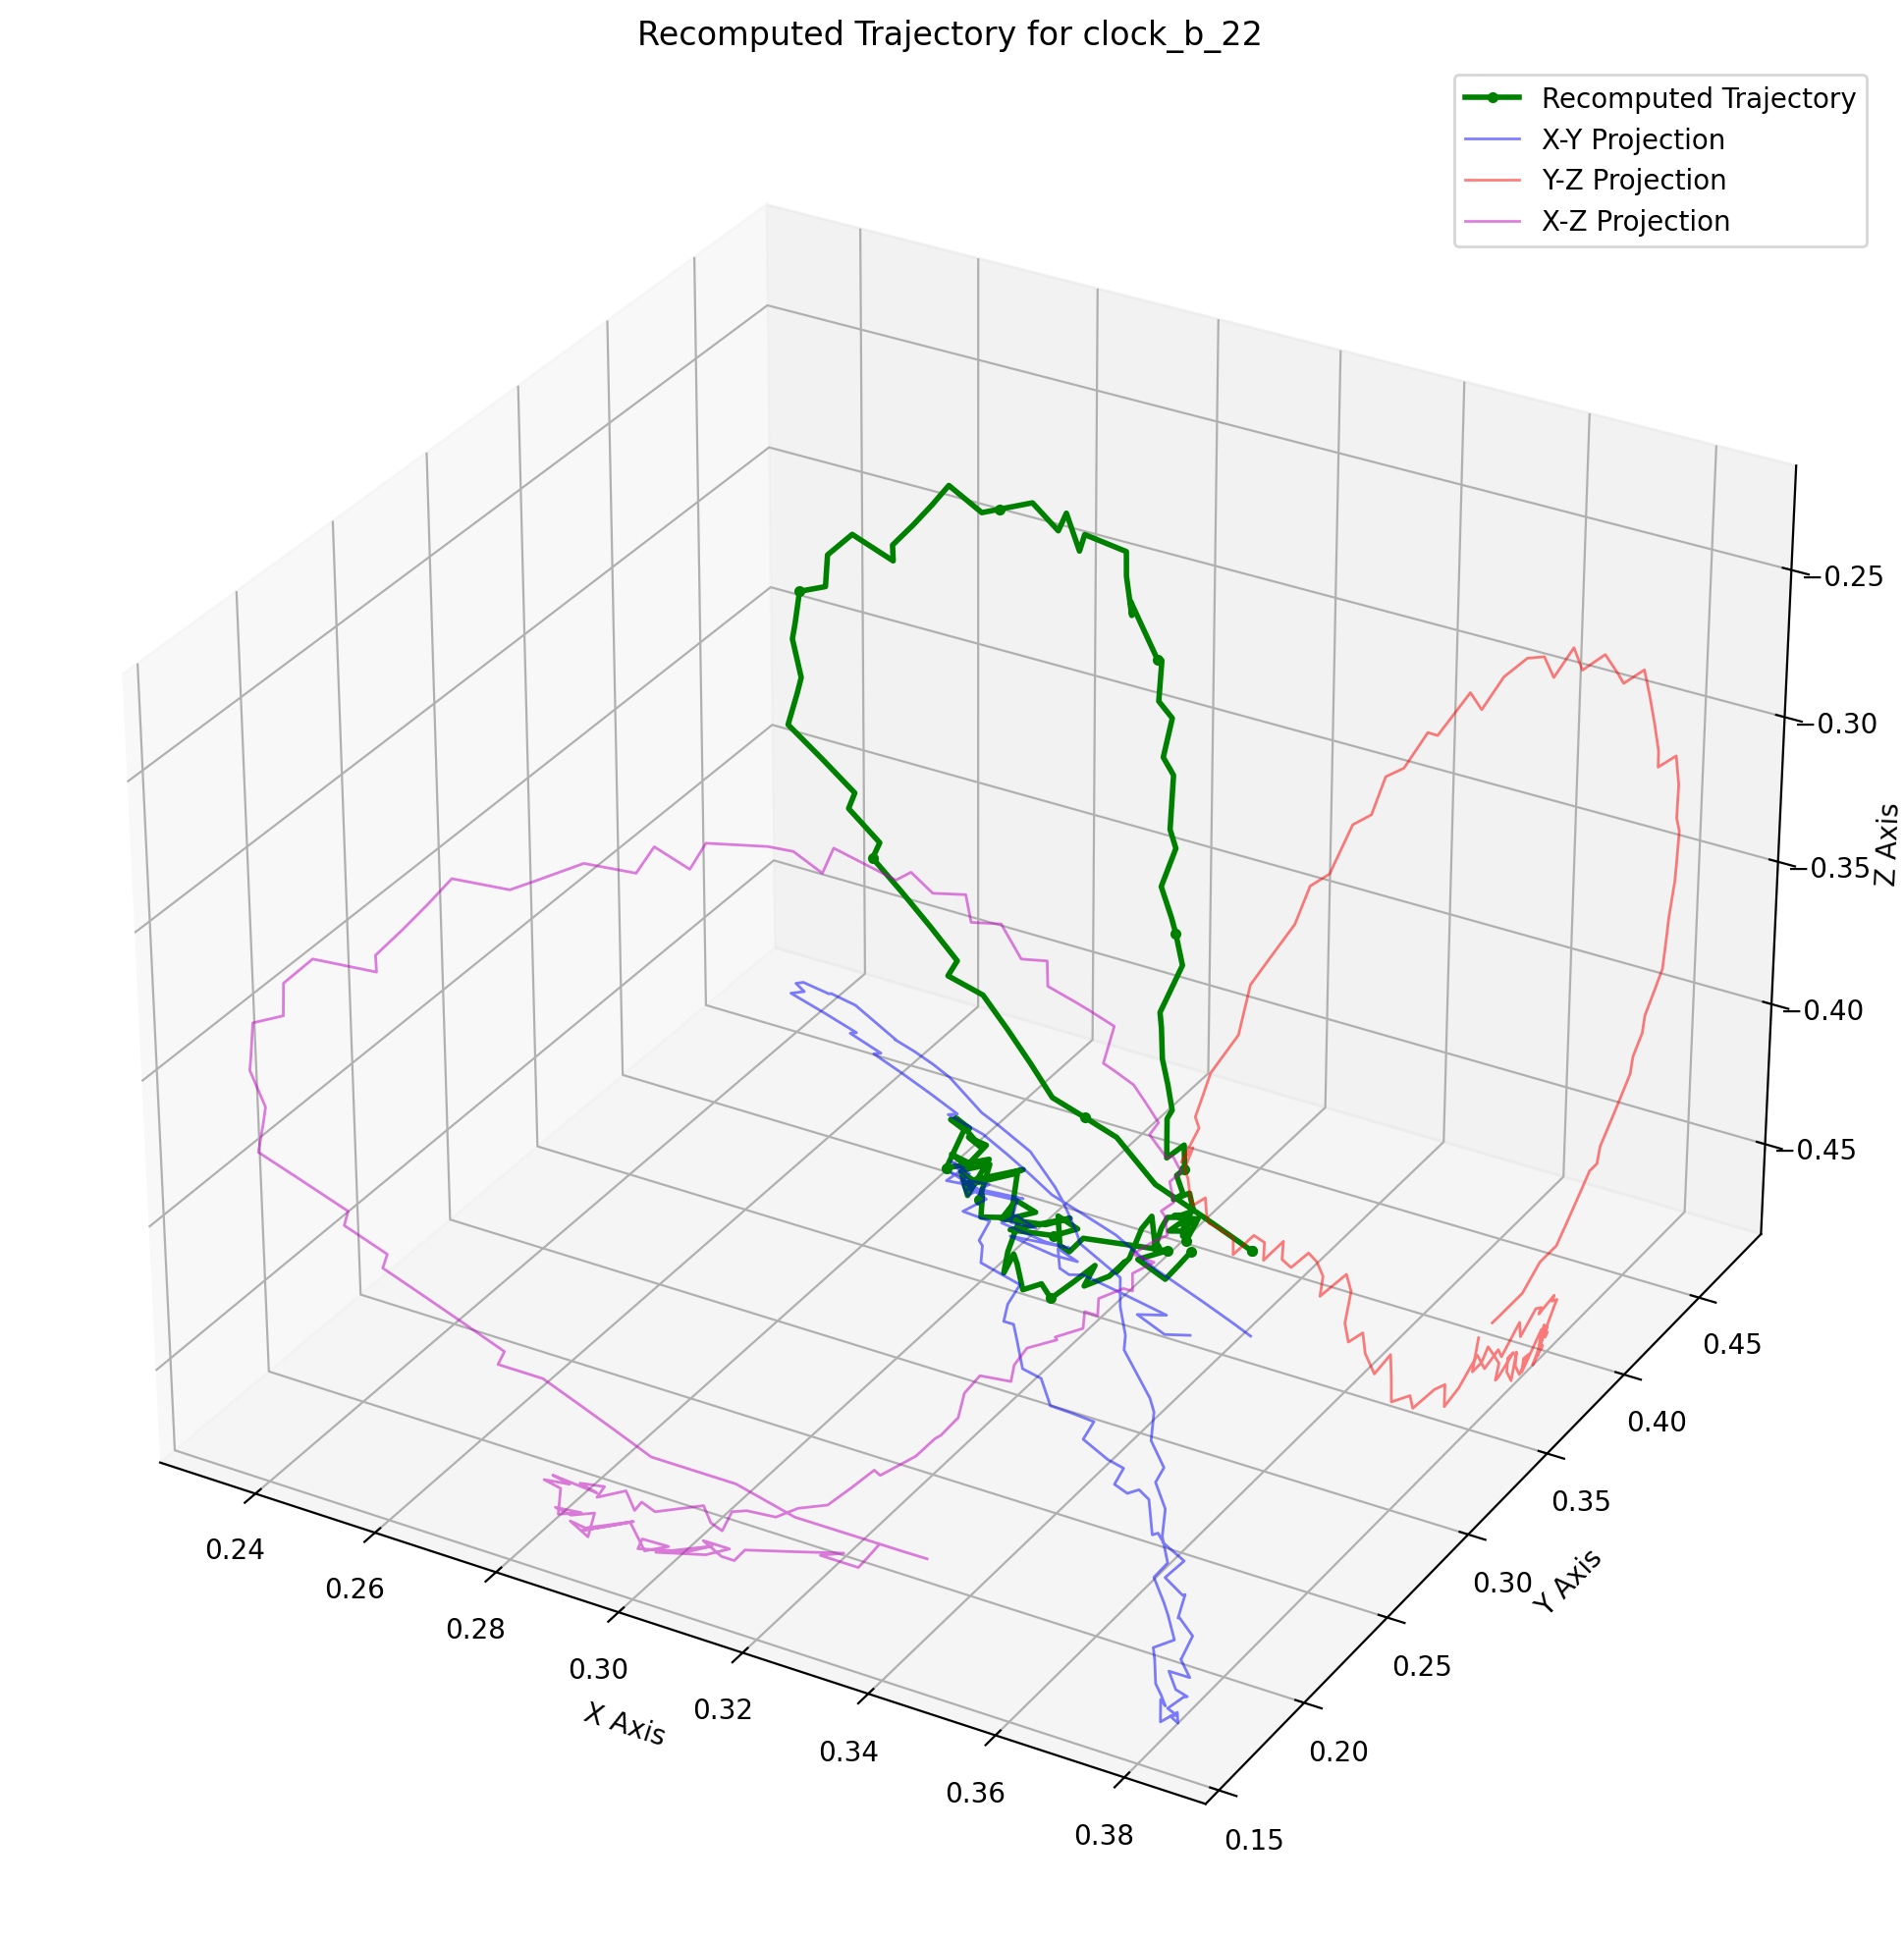 Recomputed Trajectory for clock_b_22
Recomputed Trajectory
X-Y Projection
Y-Z Projection
X-Z Projection
−0.25
−0.30
−0.35
−0.40
−0.45
Z Axis
0.45
0.40
0.35
0.30
0.25
0.20
0.15
Y Axis
0.24
0.26
0.28
0.30
0.32
0.34
0.36
0.38
X Axis